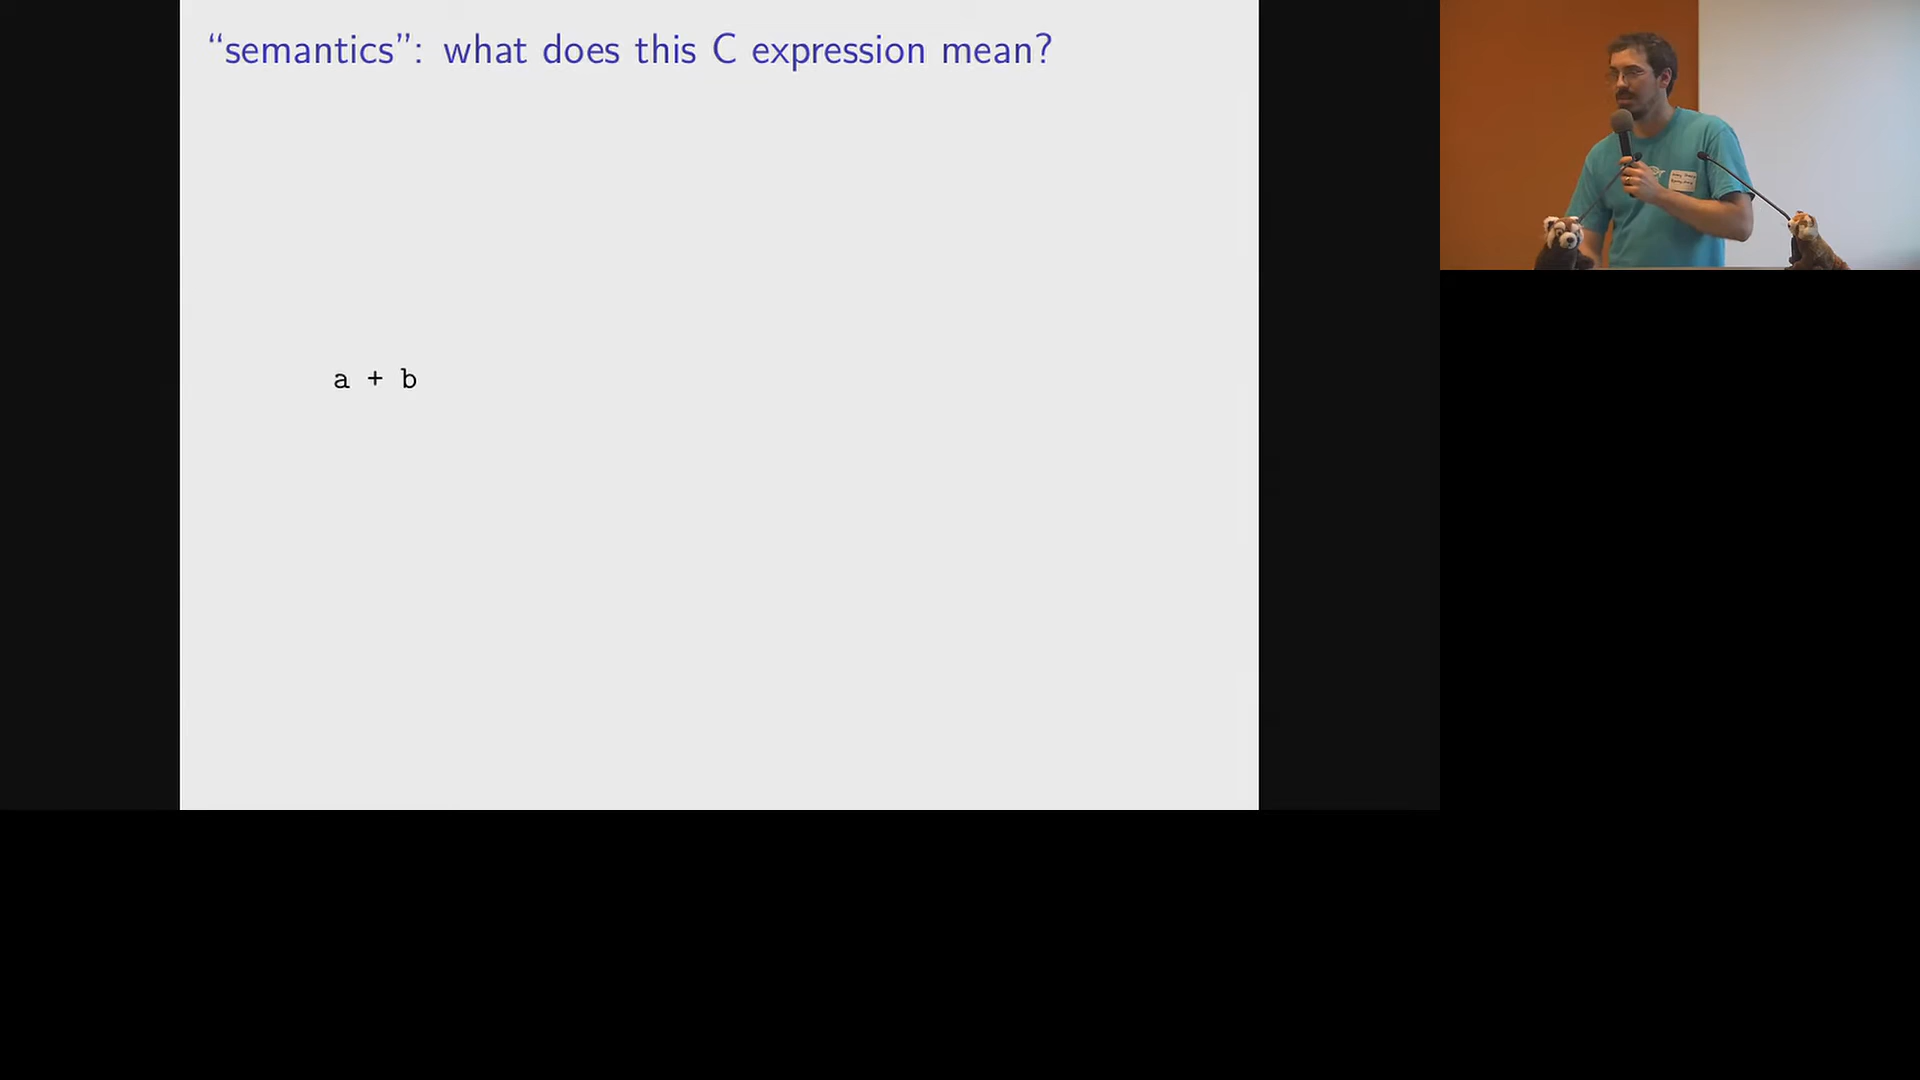 “semantics”: what does this C expression mean?
a + b